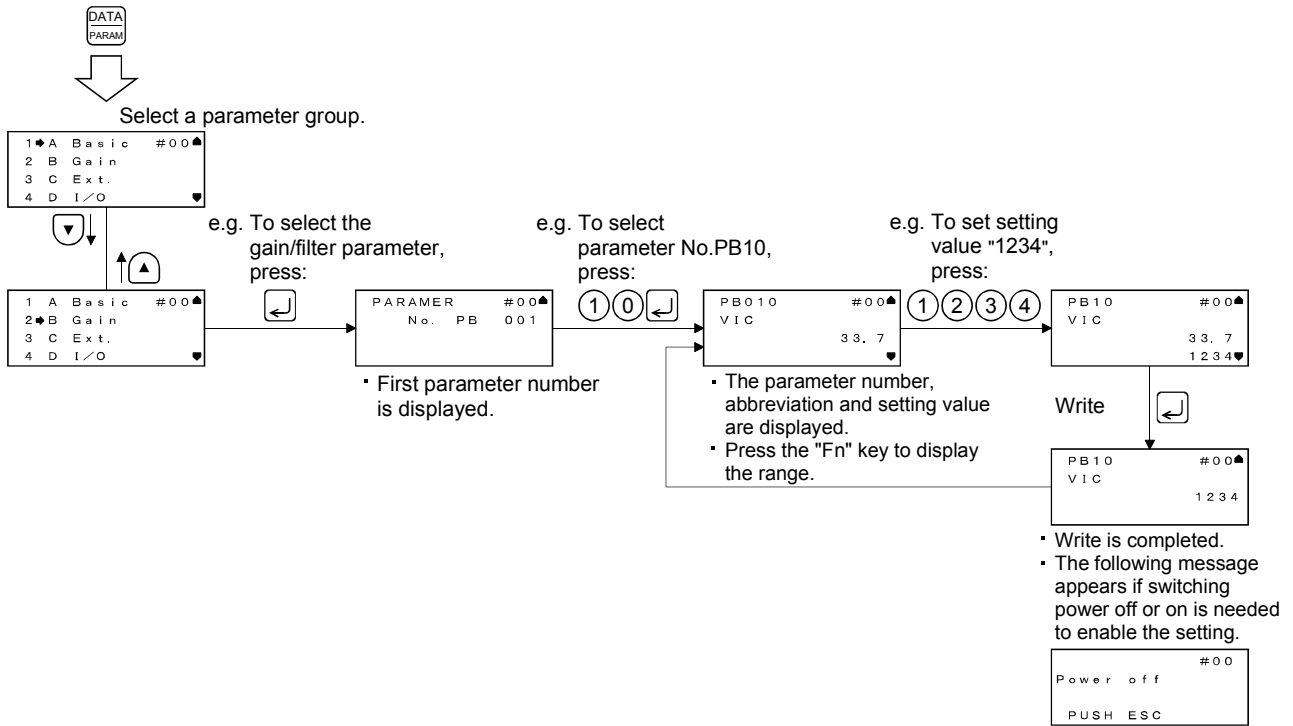 DATA
PARAM
Select a parameter group.
1 A Basic #00
2 B Gain
3 C Ext.
4 D I/O
1 A Basic #00
2 B Gain
3 C Ext.
4 D I/O
e.g. To select the
gain/filter parameter,
press:
PARAMER #00
No. PB 001
・First parameter number
is displayed.
e.g. To select
parameter No.PB10,
press:
1 0
PB010 #00
VIC
33. 7
・The parameter number,
abbreviation and setting value
are displayed.
・Press the "Fn" key to display
the range.
e.g. To set setting
value "1234",
press:
1 2 3 4
PB10 #00
VIC
33. 7
1234
Write
PB10 #00
VIC
1234
・Write is completed.
・The following message
appears if switching
power off or on is needed
to enable the setting.
#00
Power off
PUSH ESC